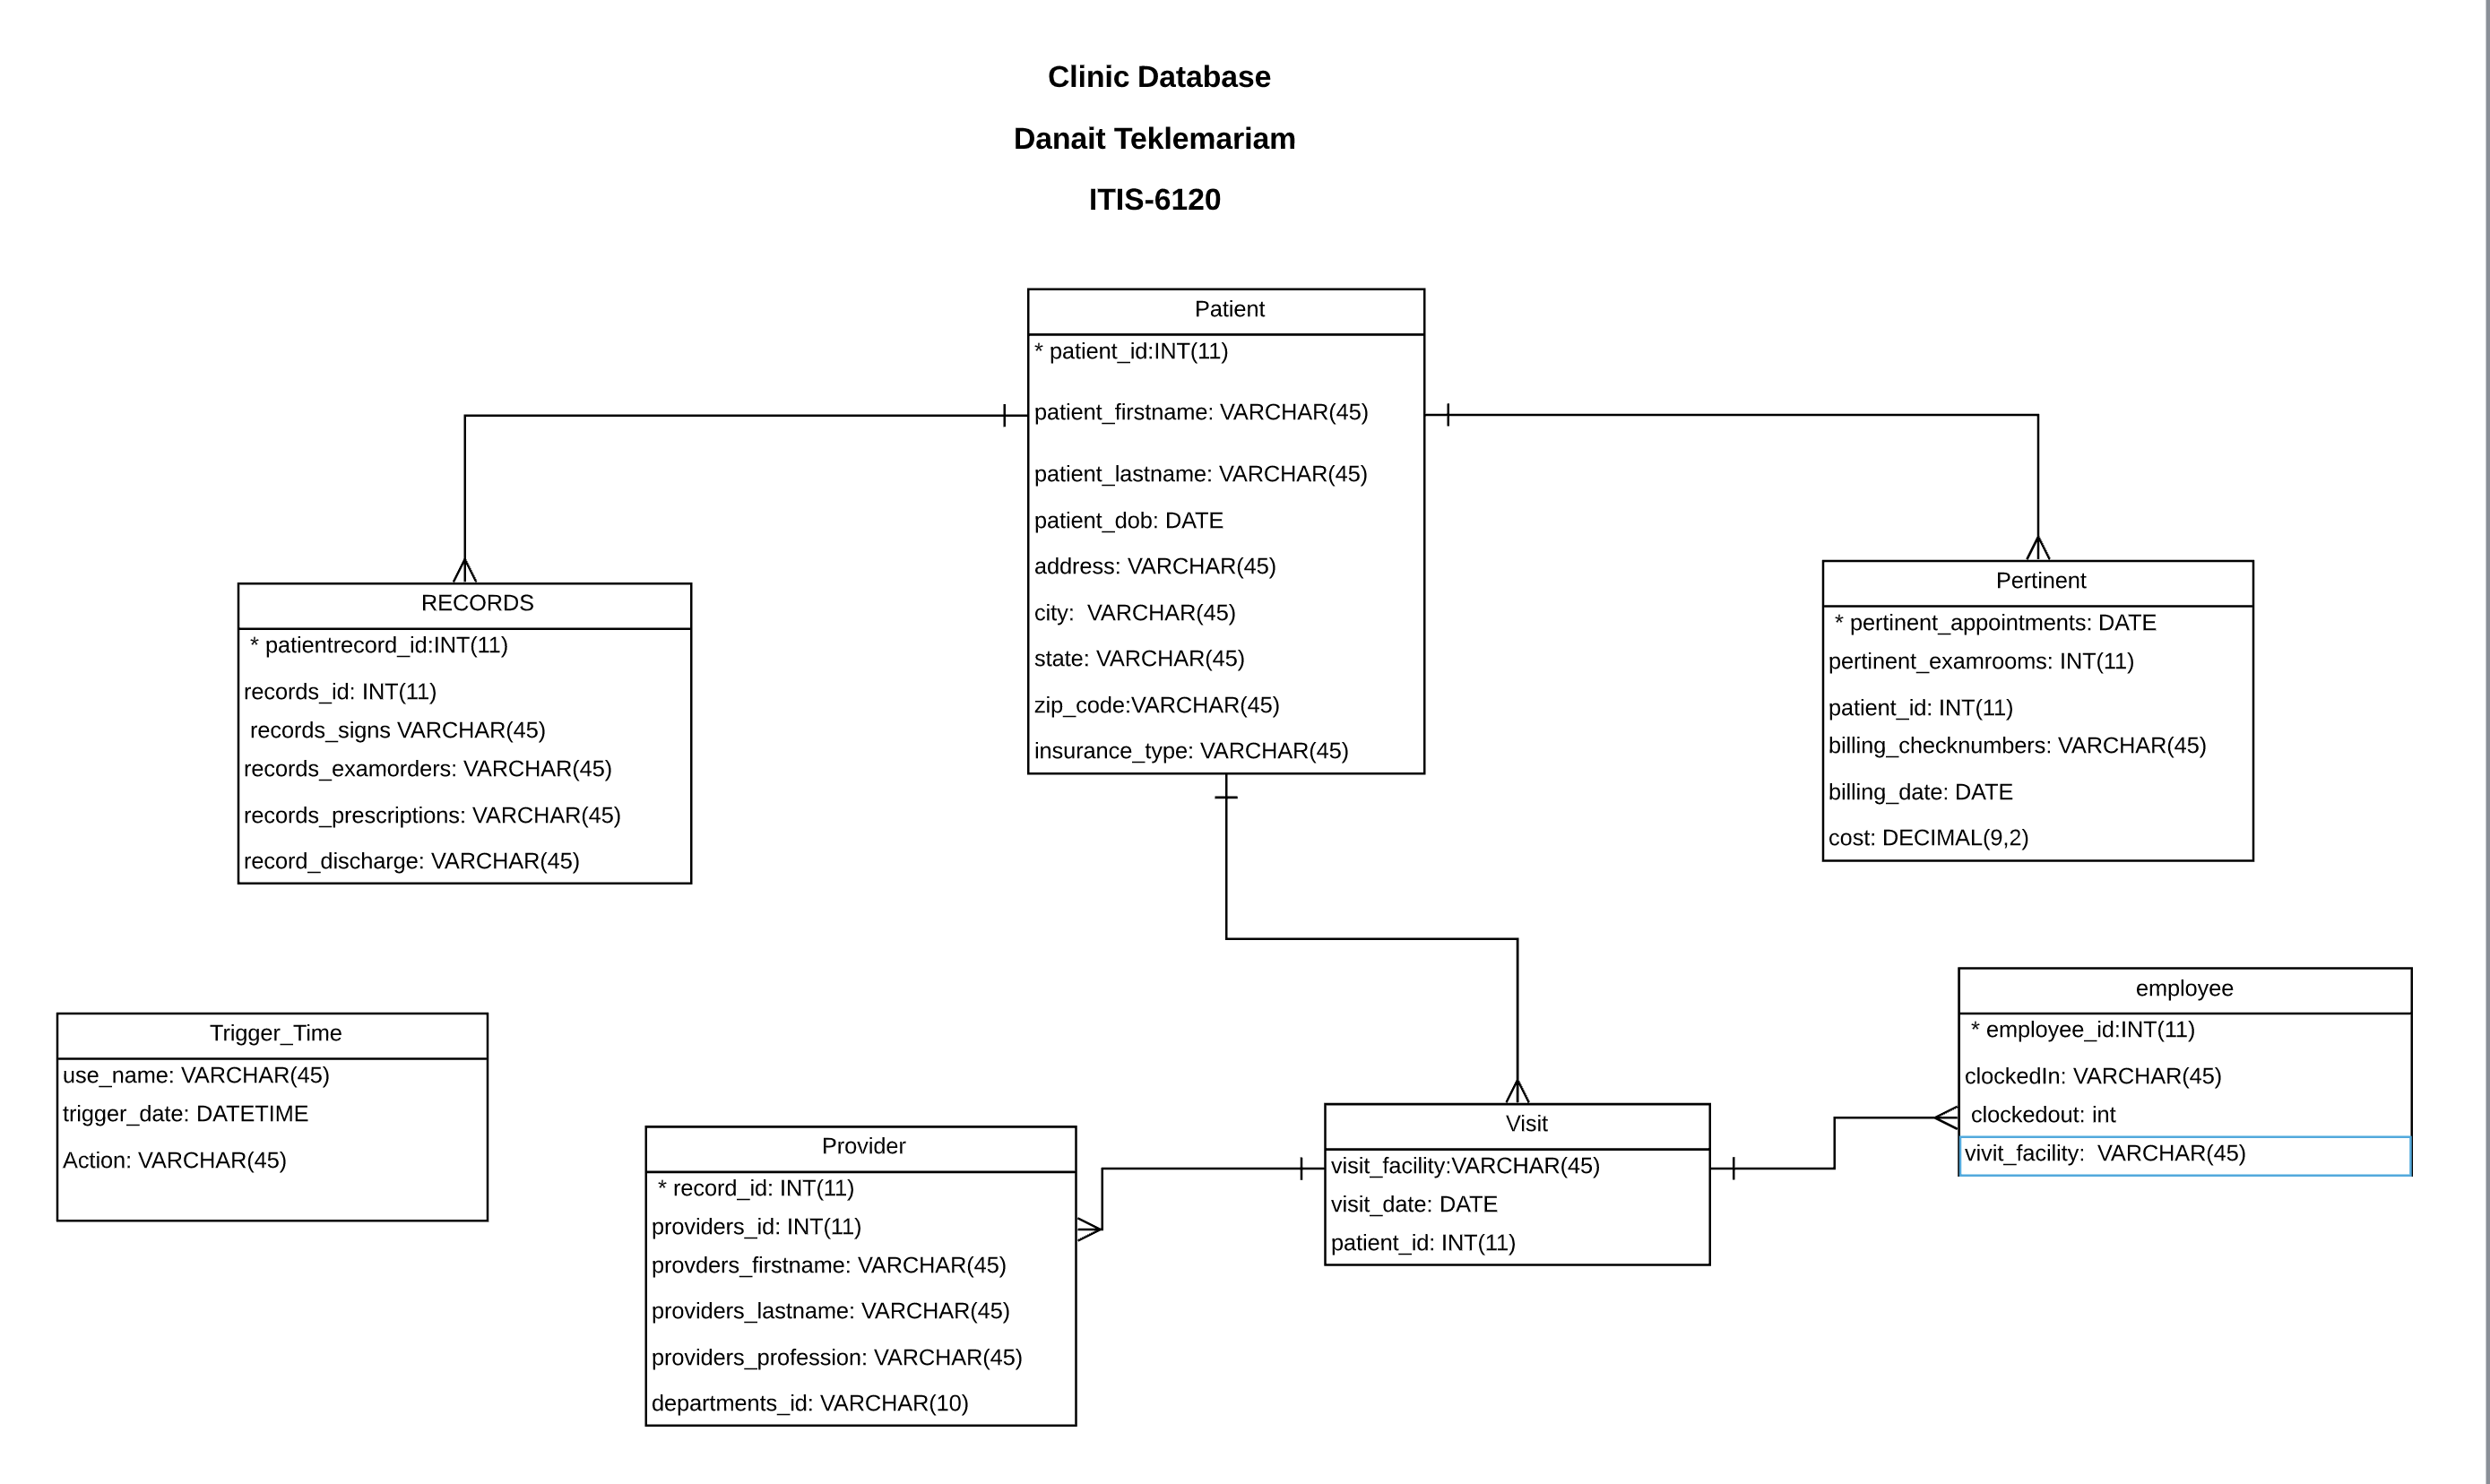 Clinic Database
Danait Teklemariam
ITIS-6120
Patient
* patient_id:INT(11)
patient_firstname: VARCHAR(45)
patient_lastname: VARCHAR(45)
patient_dob: DATE
address: VARCHAR(45)
city:  VARCHAR(45)
state: VARCHAR(45)
zip_code:VARCHAR(45)
insurance_type: VARCHAR(45)
RECORDS
* patientrecord_id:INT(11)
records_id: INT(11)
records_signs VARCHAR(45)
records_examorders: VARCHAR(45)
records_prescriptions: VARCHAR(45)
record_discharge: VARCHAR(45)
Pertinent
* pertinent_appointments: DATE
pertinent_examrooms: INT(11)
patient_id: INT(11)
billing_checknumbers: VARCHAR(45)
billing_date: DATE
cost: DECIMAL(9,2)
Trigger_Time
use_name: VARCHAR(45)
trigger_date: DATETIME
Action: VARCHAR(45)
Provider
* record_id: INT(11)
providers_id: INT(11)
provders_firstname: VARCHAR(45)
providers_lastname: VARCHAR(45)
providers_profession: VARCHAR(45)
departments_id: VARCHAR(10)
Visit
visit_facility:VARCHAR(45)
visit_date: DATE
patient_id: INT(11)
employee
* employee_id:INT(11)
clockedIn: VARCHAR(45)
clockedout: int
vivit_facility:  VARCHAR(45)